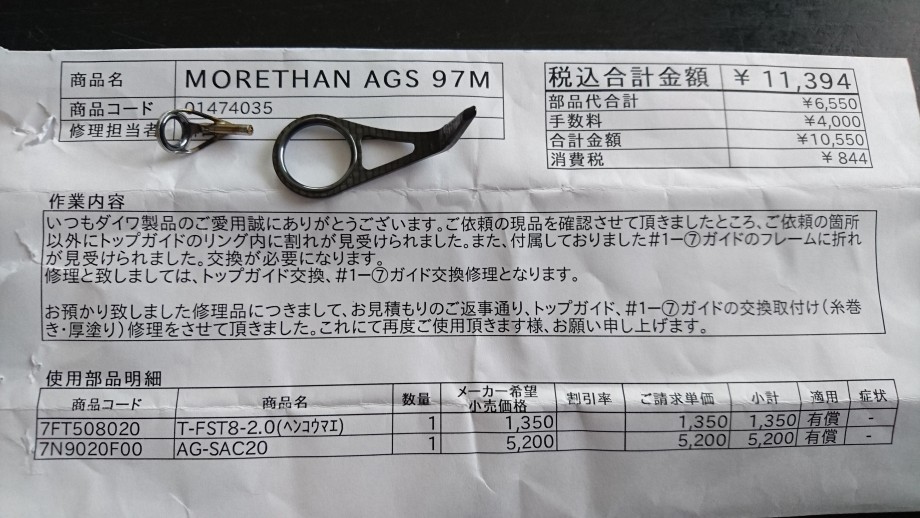 商品名 MORETHAN AGS 97M
商品コード 01474035
修理担当者
税込合計金額 ¥ 11,394
部品代合計 ¥6,550
手数料 ¥4,000
合計金額 ¥10,550
消費税 ¥ 844
作業内容
いつもダイワ製品のご愛用誠にありがとうございます。ご依頼の現品を確認させて頂きましたところ、ご依頼の箇所
以外にトップガイドのリング内に割れが見受けられました。また、付属しておりました#1ー⑦ガイドのフレームに折れ
が見受けられました。交換が必要になります。
修理と致しましては、トップガイド交換、#1ー⑦ガイド交換修理となります。
お預かり致しました修理品につきまして、お見積もりのご返事通り、トップガイド、#1ー⑦ガイドの交換取付け(糸巻
き・厚塗り)修理をさせて頂きました。これにて再度ご使用頂きます様、お願い申し上げます。
使用部品明細
商品コード 商品名 数量 メーカー希望小売価格 割引率 ご請求単価 小計 適用 症状
7FT508020 T-FST8-2.0(ヘンコウマエ) 1 1,350 1,350 1,350 有償 -
7N9020F00 AG-SAC20 1 5,200 5,200 5,200 有償 -